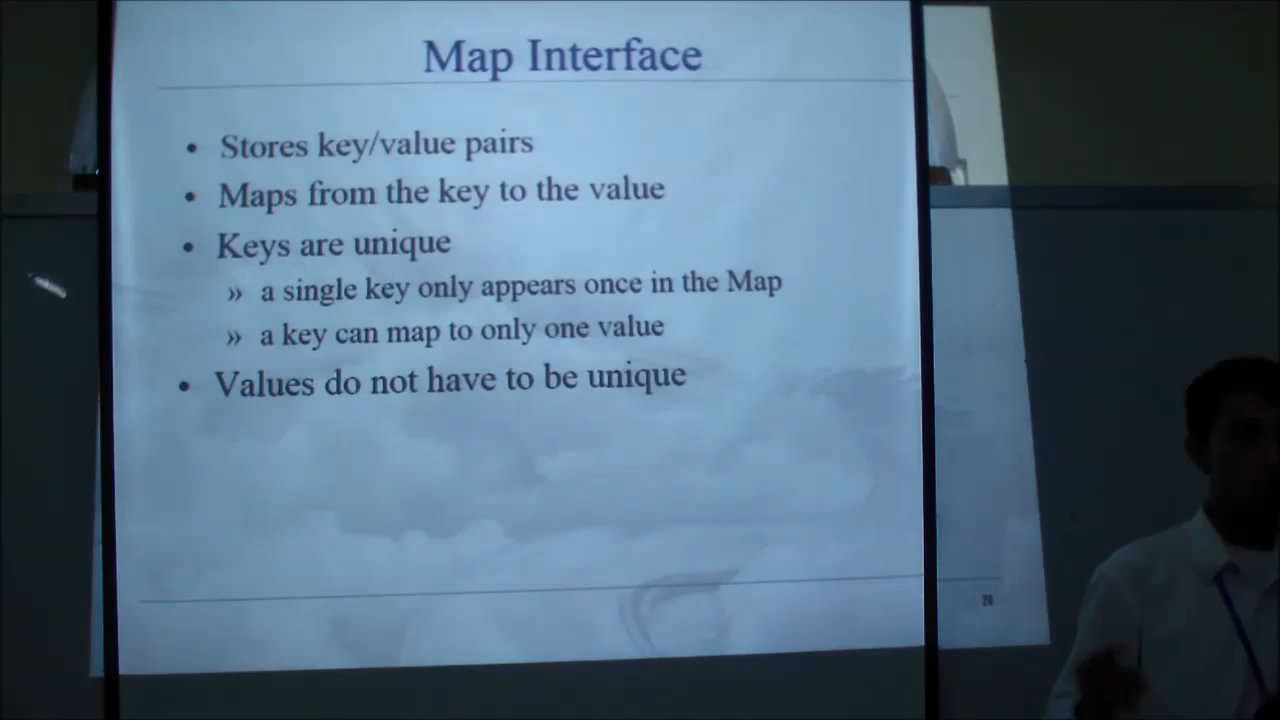 Map Interface
• Stores key/value pairs
• Maps from the key to the value
• Keys are unique
» a single key only appears once in the Map
» a key can map to only one value
• Values do not have to be unique